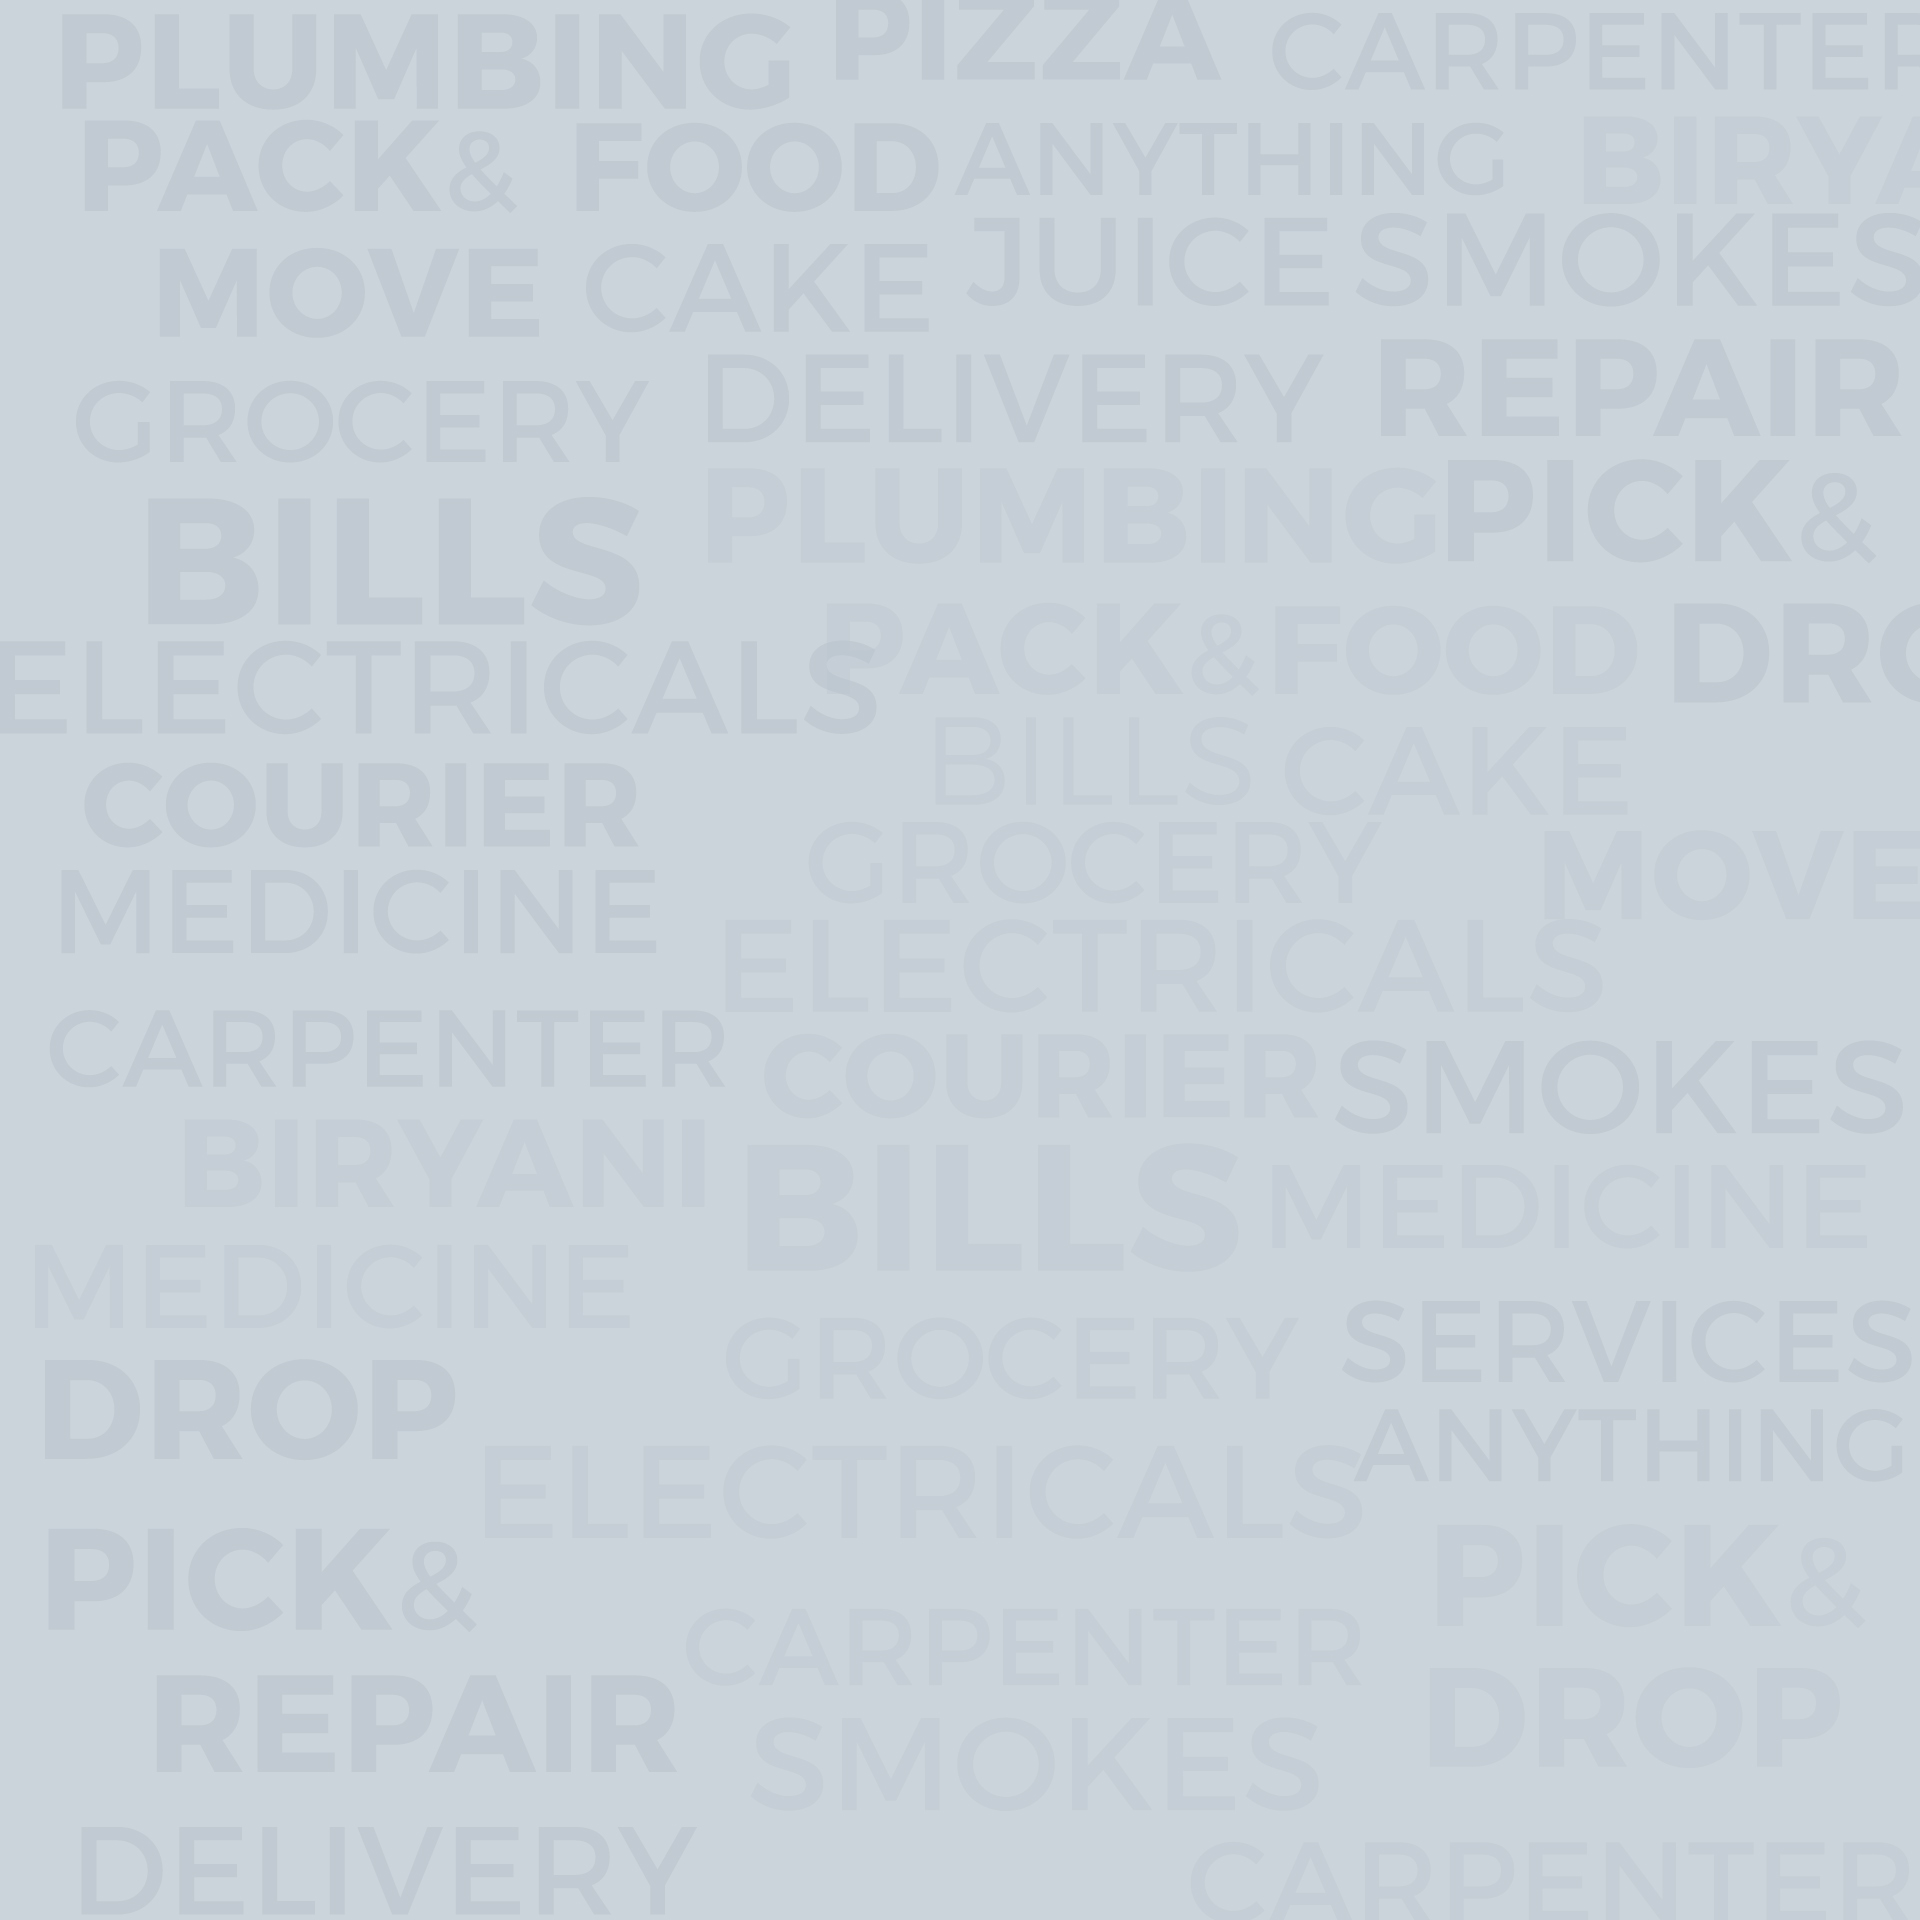 PLUMBING PIZZA CARPENTER
PACK& FOOD ANYTHING BIRYA
MOVE CAKE JUICE SMOKES
GROCERY DELIVERY REPAIR
BILLS PLUMBING PICK&
ELECTRICALS PACK& FOOD DRO
BILLS CAKE
COURIER GROCERY MOVE
MEDICINE ELECTRICALS
CARPENTER COURIER SMOKES
BIRYANI BILLS MEDICINE
MEDICINE GROCERY SERVICES
DROP ELECTRICALS ANYTHING
PICK& PICK&
CARPENTER
REPAIR SMOKES DROP
DELIVERY CARPENTER